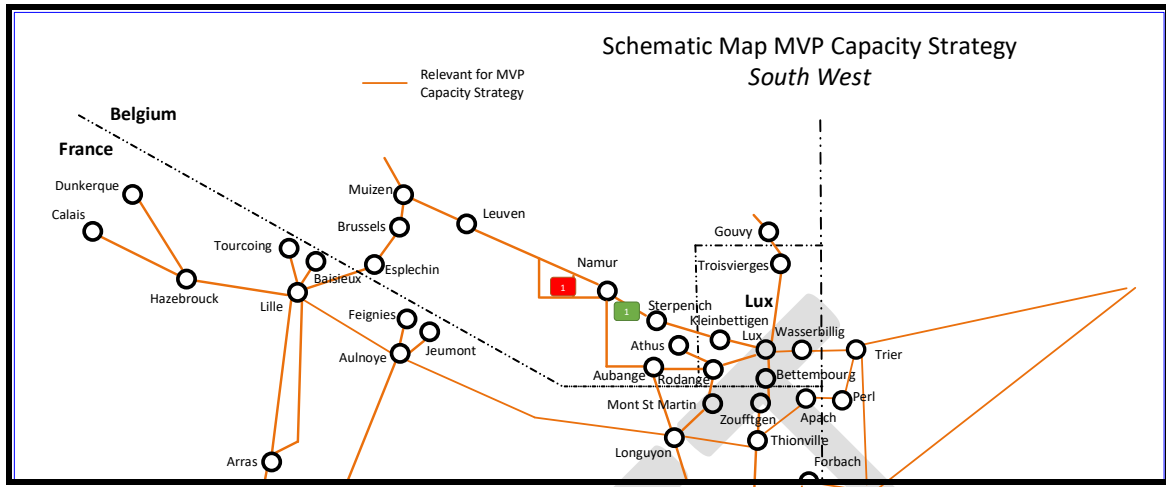 Schematic Map MVP Capacity Strategy
South West
Relevant for MVP
Capacity Strategy
Belgium
France
Dunkerque
Calais
Hazebrouck
Tourcoing
Baisieux
Lille
Muizen
Brussels
Esplechin
Leuven
Feignies
Jeumont
Aulnoye
Arras
Namur
1
1
Sterpenich
Kleinbettigen
Gouvy
Troisvierges
Lux
Lux
Wasserbillig
Trier
Athus
Aubange
Rodange
Bettembourg
Mont St Martin
Zoufftgen
Apach
Perl
Longuyon
Thionville
Forbach